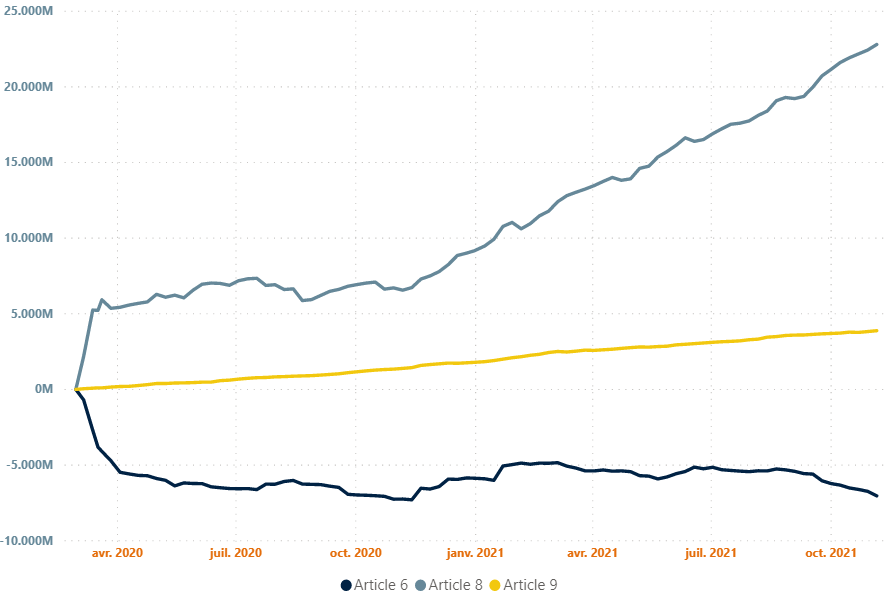 25.000M
20.000M
15.000M
10.000M
5.000M
0M
-5.000M
-10.000M
avr. 2020 juil. 2020 oct. 2020 janv. 2021 avr. 2021 juil. 2021 oct. 2021
Article 6 Article 8 Article 9